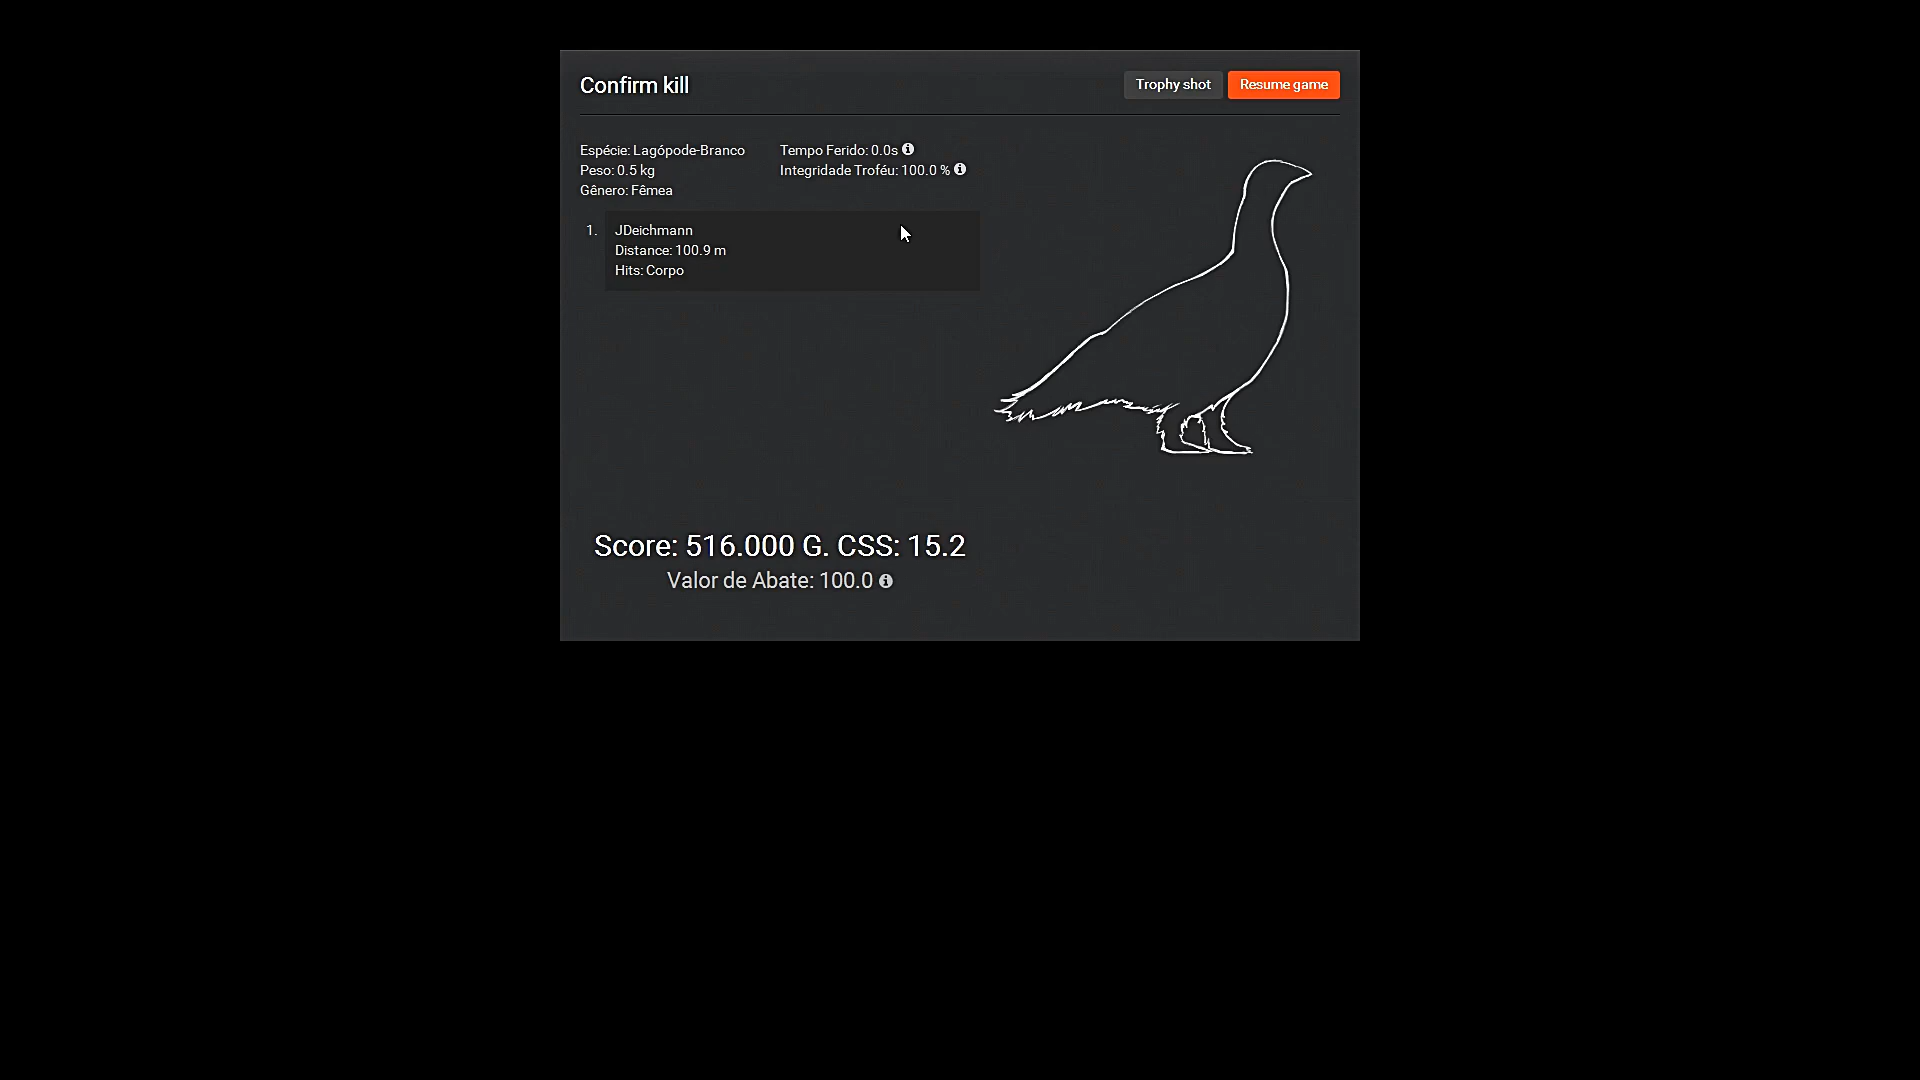 Confirm kill
Trophy shot
Resume game
Espécie: Lagópode-Branco
Peso: 0.5 kg
Gênero: Fêmea
Tempo Ferido: 0.0s
Integridade Troféu: 100.0 %
1.
JDeichmann
Distance: 100.9 m
Hits: Corpo
Score: 516.000 G. CSS: 15.2
Valor de Abate: 100.0